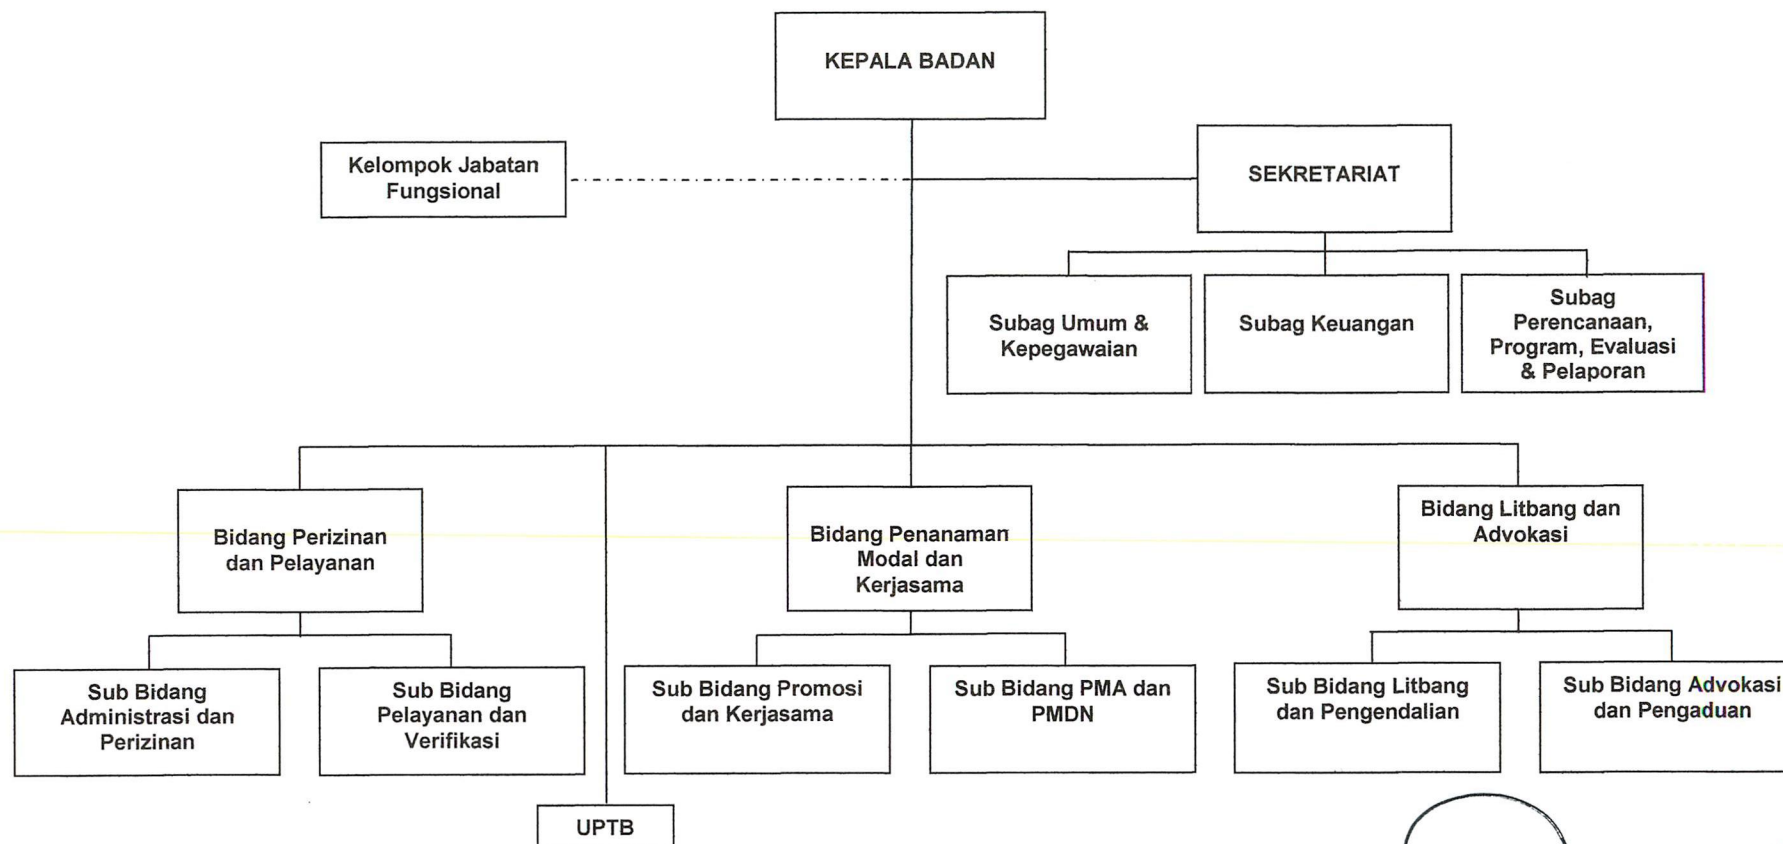 KEPALA BADAN
Kelompok Jabatan
Fungsional
SEKRETARIAT
Subag Umum &
Kepegawaian
Subag Keuangan
Subag
Perencanaan,
Program, Evaluasi
& Pelaporan
Bidang Perizinan
dan Pelayanan
Bidang Penanaman
Modal dan
Kerjasama
Bidang Litbang dan
Advokasi
Sub Bidang
Administrasi dan
Perizinan
Sub Bidang
Pelayanan dan
Verifikasi
Sub Bidang Promosi
dan Kerjasama
Sub Bidang PMA dan
PMDN
Sub Bidang Litbang
dan Pengendalian
Sub Bidang Advokasi
dan Pengaduan
UPTB